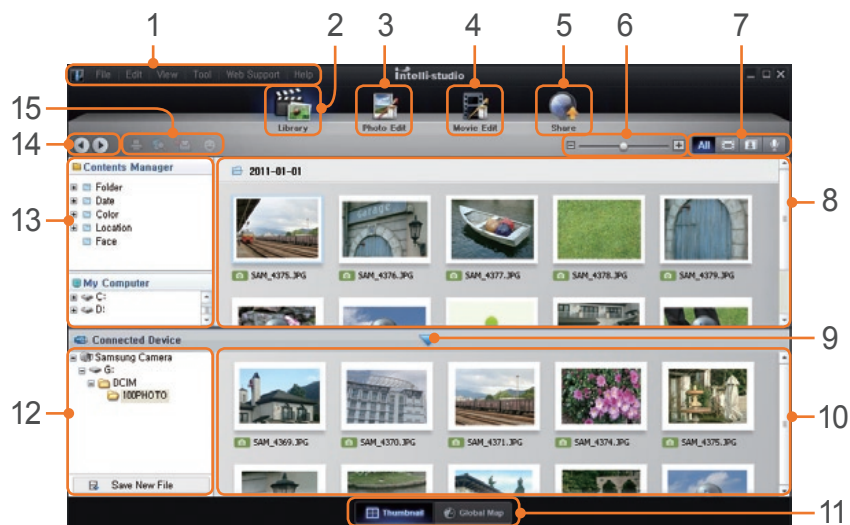 1 2 3 4 5 6 7
File Edit View Tool Web Support Help
intelli-studio
Library Photo Edit Movie Edit Share
15
14
All
Contents Manager
2011-01-01
Folder
Date
Color
Location
Face
13
8
SAM_4375.JPG SAM_4376.JPG SAM_4377.JPG SAM_4378.JPG SAM_4379.JPG
My Computer
C:
D:
Connected Device
9
Samsung Camera
G:
DCIM
100PHOTO
12
10
SAM_4369.JPG SAM_4370.JPG SAM_4371.JPG SAM_4374.JPG SAM_4375.JPG
Save New File
Thumbnail Global Map
11